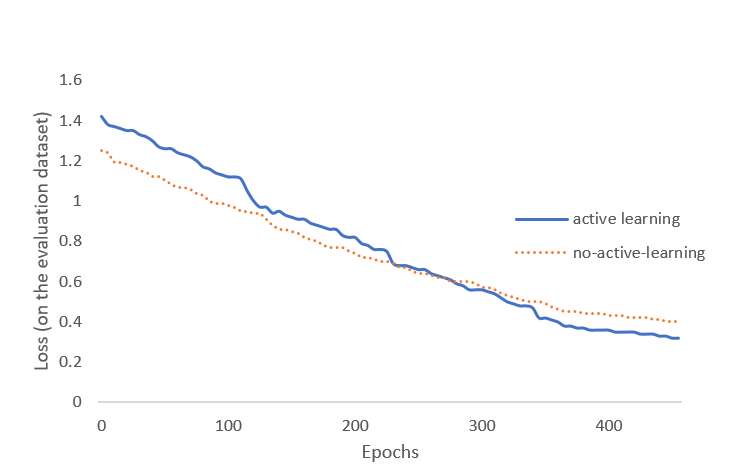 1.6
1.4
1.2
1
0.8
0.6
0.4
0.2
0
0 100 200 300 400
Epochs
Loss (on the evaluation dataset)
active learning
no-active-learning